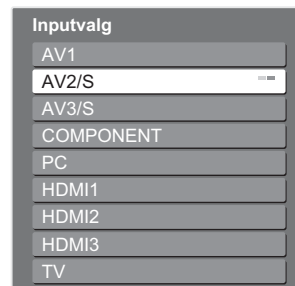 Inputvalg
AV1
AV2/S
AV3/S
COMPONENT
PC
HDMI1
HDMI2
HDMI3
TV